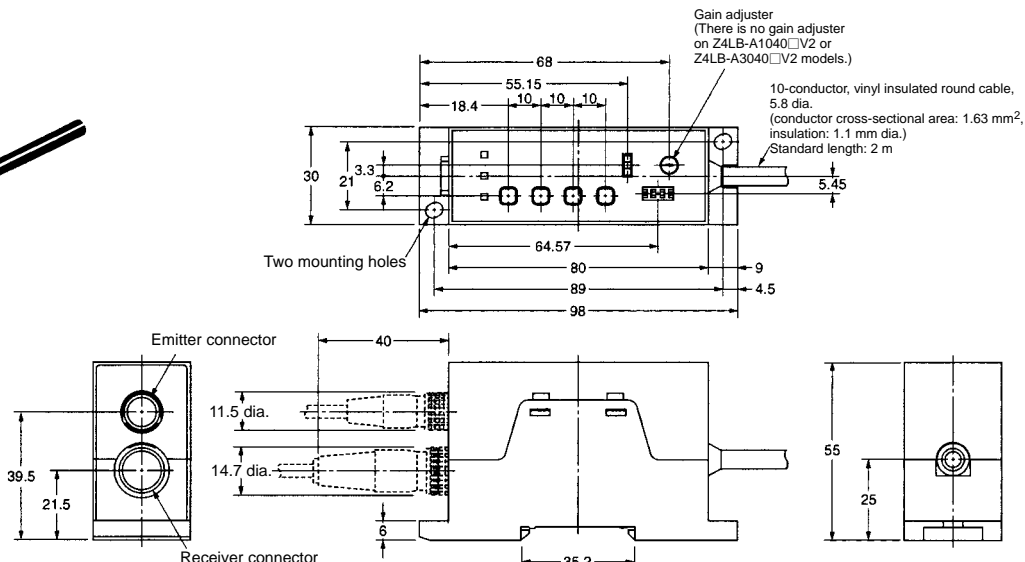 Gain adjuster
(There is no gain adjuster
on Z4LB-A1040□V2 or
Z4LB-A3040□V2 models.)
68
10-conductor, vinyl insulated round cable,
5.8 dia.
(conductor cross-sectional area: 1.63 mm²,
insulation: 1.1 mm dia.)
Standard length: 2 m
55.15
18.4
10
10
10
30
21
3.3
6.2
5.45
64.57
Two mounting holes
80
9
89
4.5
98
Emitter connector
40
11.5 dia.
14.7 dia.
39.5
21.5
6
55
25
Receiver connector
35.2